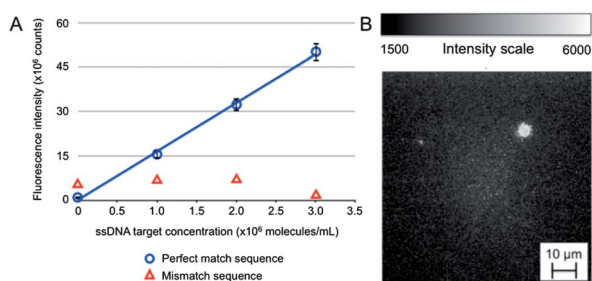 A
60
45
30
15
0
Fluorescence intensity (x10⁶ counts)
0 0.5 1.0 1.5 2.0 2.5 3.0 3.5
ssDNA target concentration (x10⁶ molecules/mL)
Perfect match sequence
Mismatch sequence
B
1500 Intensity scale 6000
10 µm